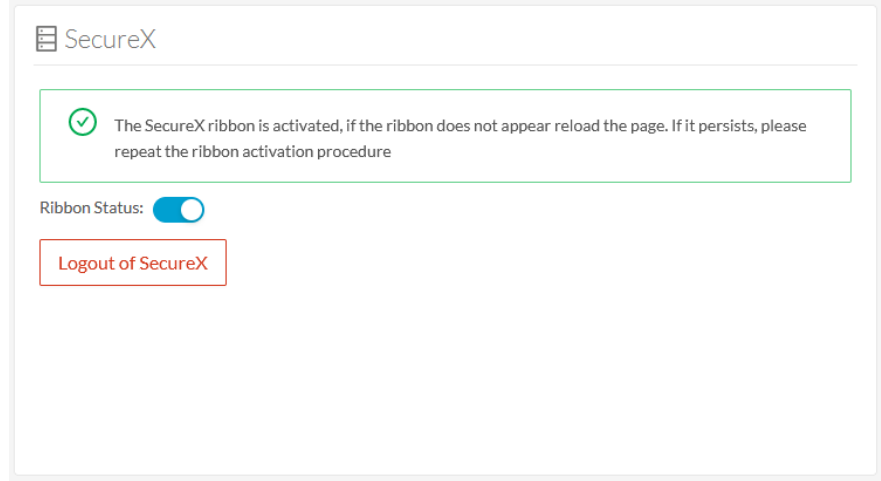 SecureX
The SecureX ribbon is activated, if the ribbon does not appear reload the page. If it persists, please
repeat the ribbon activation procedure
Ribbon Status:
Logout of SecureX